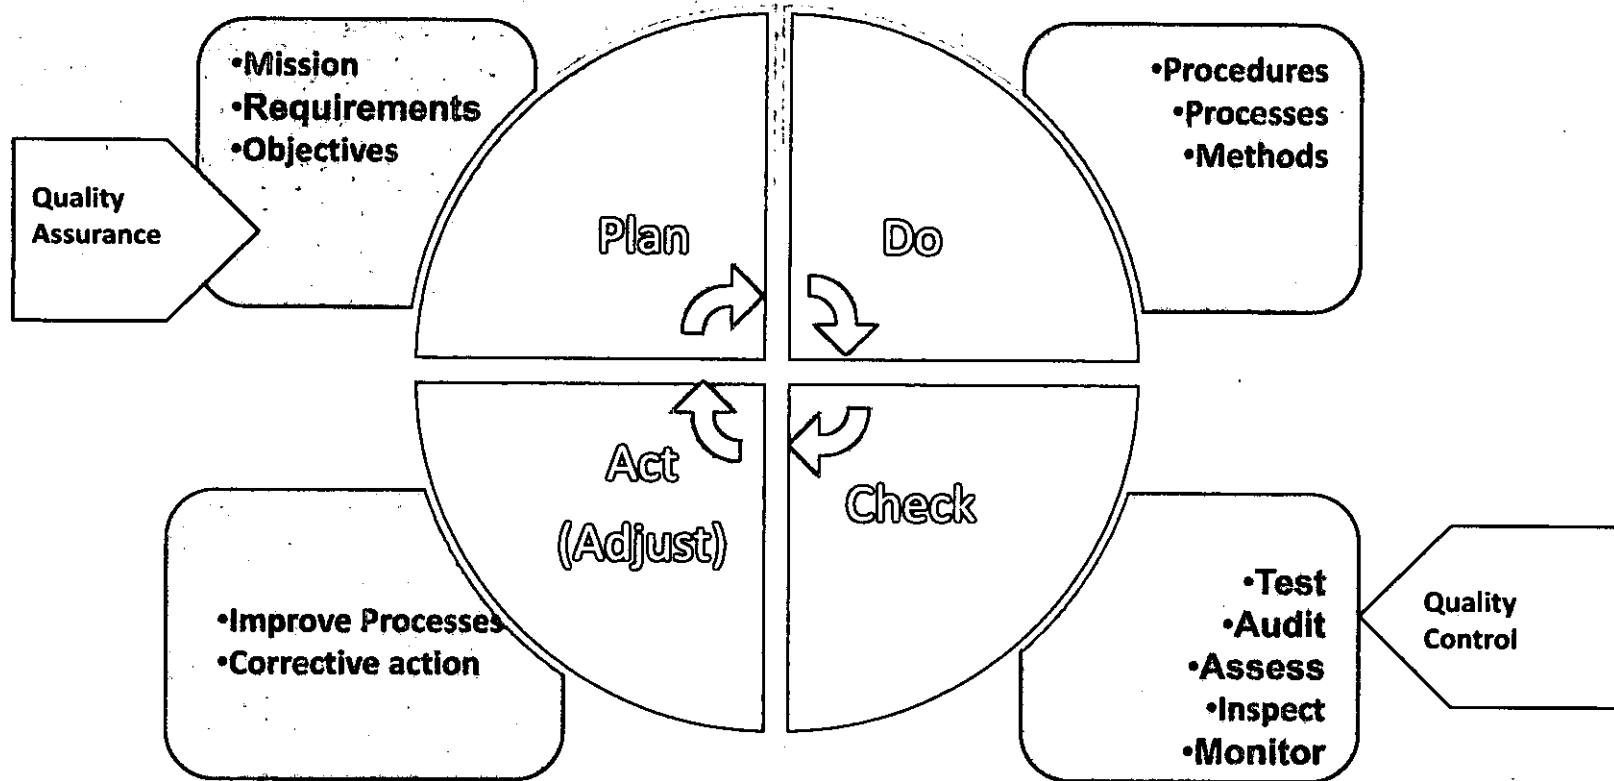 •Mission
•Requirements
•Objectives
•Procedures
•Processes
•Methods
Quality
Assurance
Plan
Do
Act
(Adjust)
Check
•Improve Processes
•Corrective action
•Test
•Audit
•Assess
•Inspect
•Monitor
Quality
Control